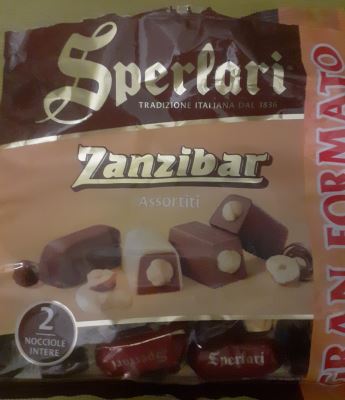 Sperlari
TRADIZIONE ITALIANA DAL 1836
Zanzibar
Assortiti
GRAN FORMATO
2
NOCCIOLE
INTERE
Sperlari
Sperlari